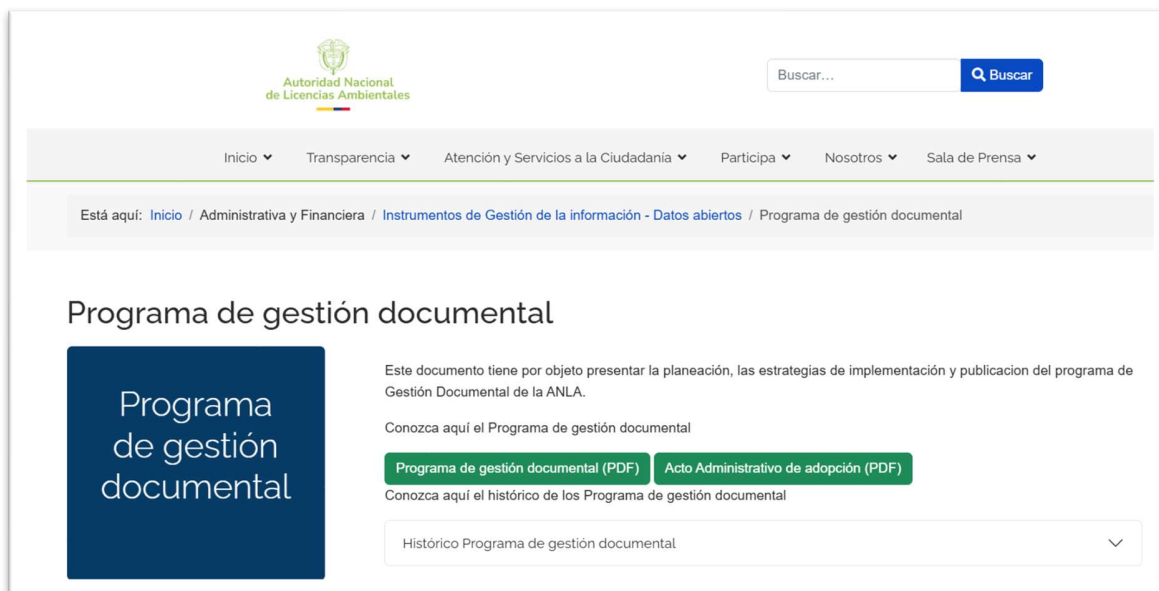 Autoridad Nacional
de Licencias Ambientales
Buscar...
Buscar
Inicio Transparencia Atención y Servicios a la Ciudadanía Participa Nosotros Sala de Prensa
Está aquí: Inicio / Administrativa y Financiera / Instrumentos de Gestión de la información - Datos abiertos / Programa de gestión documental
Programa de gestión documental
Programa
de gestión
documental
Este documento tiene por objeto presentar la planeación, las estrategias de implementación y publicacion del programa de
Gestión Documental de la ANLA.
Conozca aquí el Programa de gestión documental
Programa de gestión documental (PDF) Acto Administrativo de adopción (PDF)
Conozca aquí el histórico de los Programa de gestión documental
Histórico Programa de gestión documental